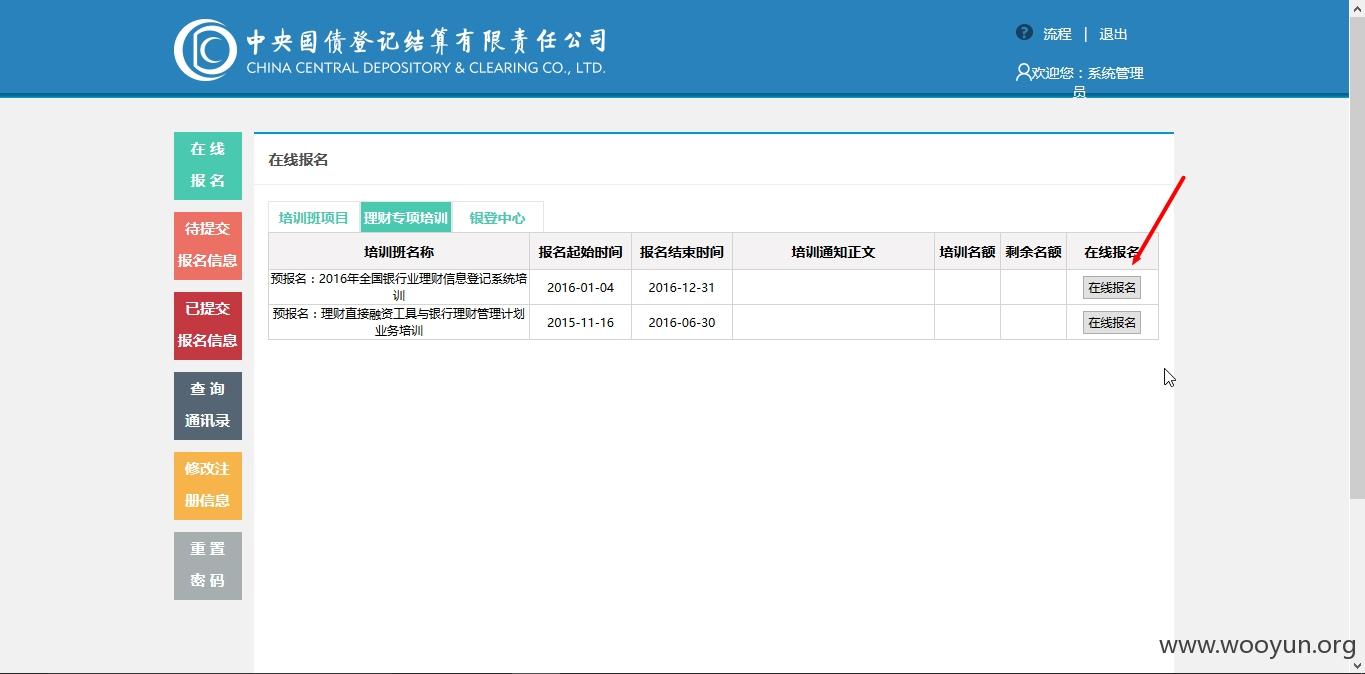 中央国债登记结算有限责任公司
CHINA CENTRAL DEPOSITORY & CLEARING CO., LTD.
? 流程 | 退出
欢迎您：系统管理
员
在 线
报 名
待提交
报名信息
已提交
报名信息
查 询
通讯录
修改注
册信息
重 置
密 码
在线报名
培训班项目 理财专项培训 银登中心
培训班名称 报名起始时间 报名结束时间 培训通知正文 培训名额 剩余名额 在线报名
预报名：2016年全国银行业理财信息登记系统培
训 2016-01-04 2016-12-31 在线报名
预报名：理财直接融资工具与银行理财管理计划
业务培训 2015-11-16 2016-06-30 在线报名
www.wooyun.org